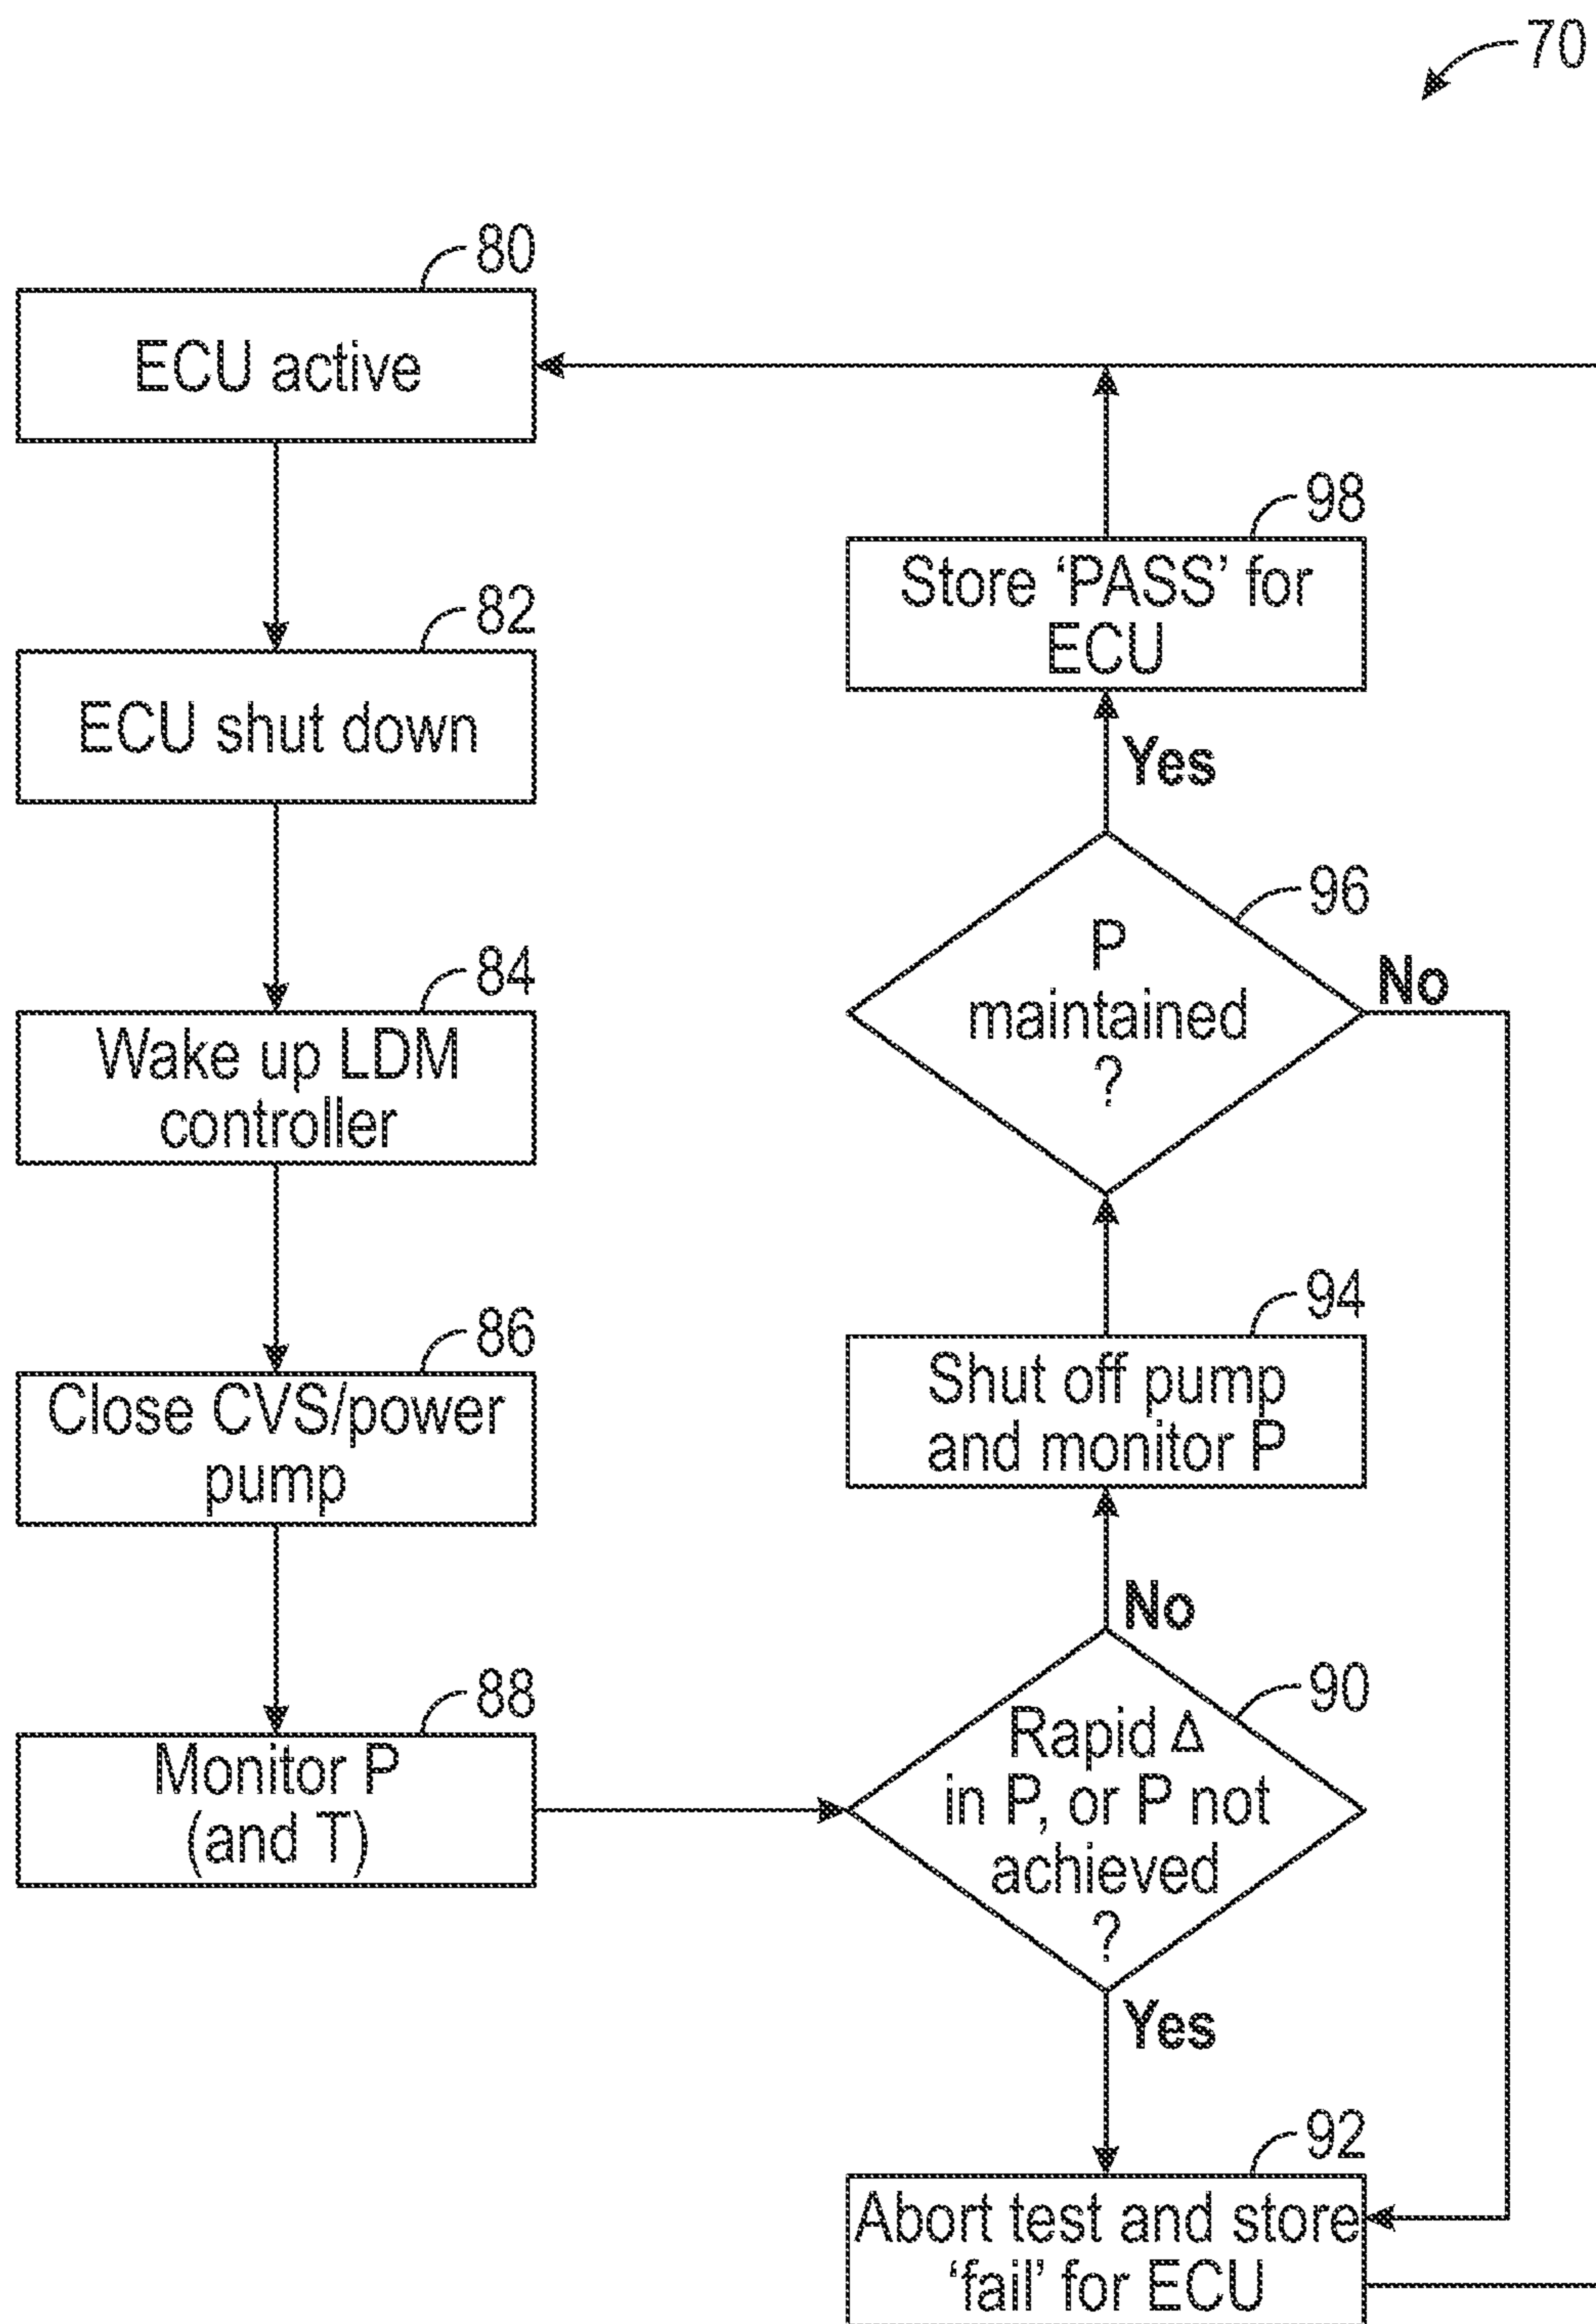 70
80
ECU active
82
ECU shut down
84
Wake up LDM
controller
86
Close CVS/power
pump
88
Monitor P
(and T)
98
Store ‘PASS’ for
ECU
Yes
96
P
maintained
?
No
94
Shut off pump
and monitor P
No
90
Rapid Δ
in P, or P not
achieved
?
Yes
92
Abort test and store
‘fail’ for ECU